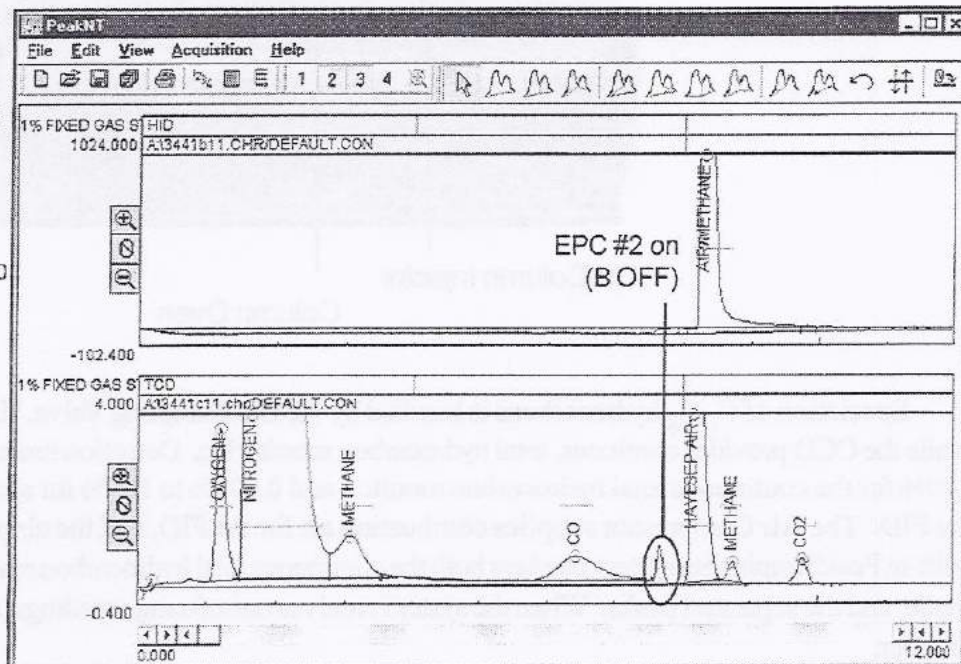 PeakNT
File Edit View Acquisition Help
1 2 3 4
1% FIXED GAS S HID
1024.000 A:\3441b11.CHR/DEFAULT.CON
AIR/METHANE
EPC #2 on
(B OFF)
-102.400
1% FIXED GAS S TCD
4.000 A:\3441c11.chr/DEFAULT.CON
OXYGEN
NITROGEN
METHANE
CO
HAYESEP AIR
METHANE
CO2
-0.400
0.000 12.000